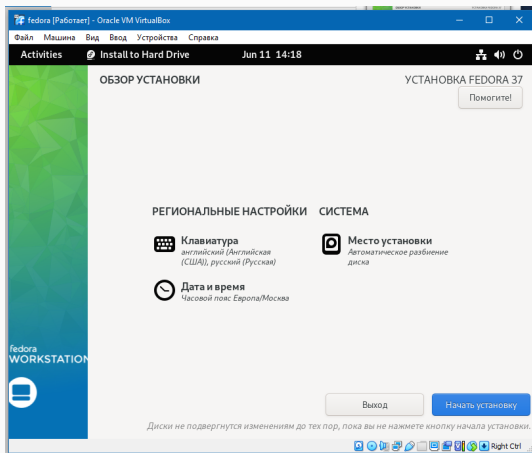 fedora [Работает] - Oracle VM VirtualBox
Файл Машина Вид Ввод Устройства Справка
Activities Install to Hard Drive Jun 11 14:18
ОБЗОР УСТАНОВКИ
УСТАНОВКА FEDORA 37
Помогите!
РЕГИОНАЛЬНЫЕ НАСТРОЙКИ
СИСТЕМА
Клавиатура
английский (Английская
(США)), русский (Русская)
Место установки
Автоматическое разбиение
диска
Дата и время
Часовой пояс Европа/Москва
fedora
WORKSTATION
Выход
Начать установку
Диски не подвергнутся изменениям до тех пор, пока вы не нажмете кнопку начала установки.
Right Ctrl